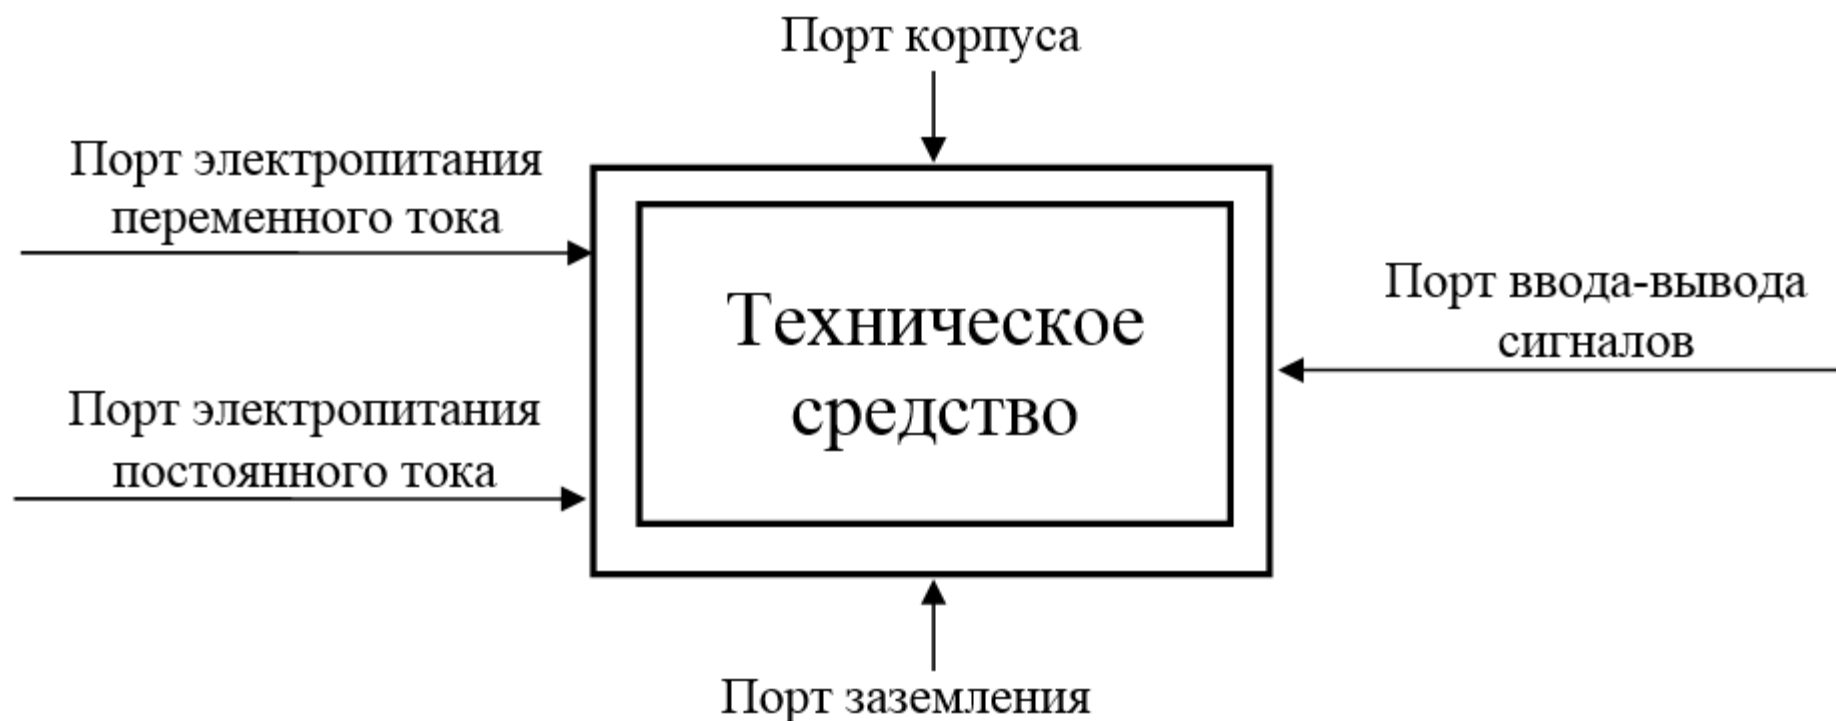 Порт корпуса
Порт электропитания
переменного тока
Порт ввода-вывода
сигналов
Техническое
средство
Порт электропитания
постоянного тока
Порт заземления